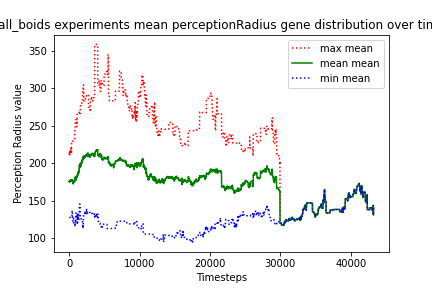 all_boids experiments mean perceptionRadius gene distribution over tim
max mean
mean mean
min mean
Perception Radius value
350
300
250
200
150
100
0 10000 20000 30000 40000
Timesteps